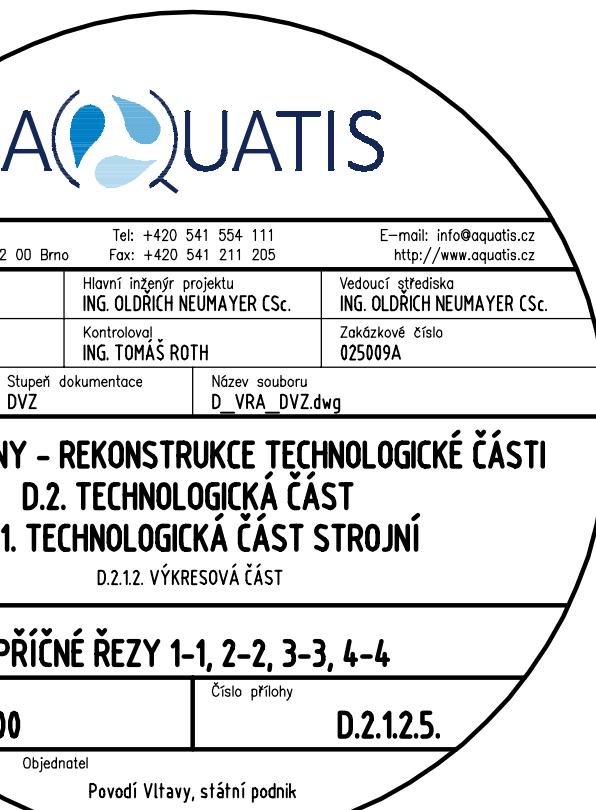 AQUATIS
Tel: +420 541 554 111
E-mail: info@aquatis.cz
2 00 Brno
Fax: +420 541 211 205
http://www.aquatis.cz
Hlavní inženýr projektu
Vedoucí střediska
ING. OLDŘICH NEUMAYER CSc.
ING. OLDŘICH NEUMAYER CSc.
Kontroloval
Zakázkové číslo
ING. TOMÁŠ ROTH
025009A
Stupeň dokumentace
Název souboru
DVZ
D_VRA_DVZ.dwg
NY - REKONSTRUKCE TECHNOLOGICKÉ ČÁSTI
D.2. TECHNOLOGICKÁ ČÁST
1. TECHNOLOGICKÁ ČÁST STROJNÍ
D.2.1.2. VÝKRESOVÁ ČÁST
PŘÍČNÉ ŘEZY 1-1, 2-2, 3-3, 4-4
Číslo přílohy
00
D.2.1.2.5.
Objednatel
Povodí Vltavy, státní podnik